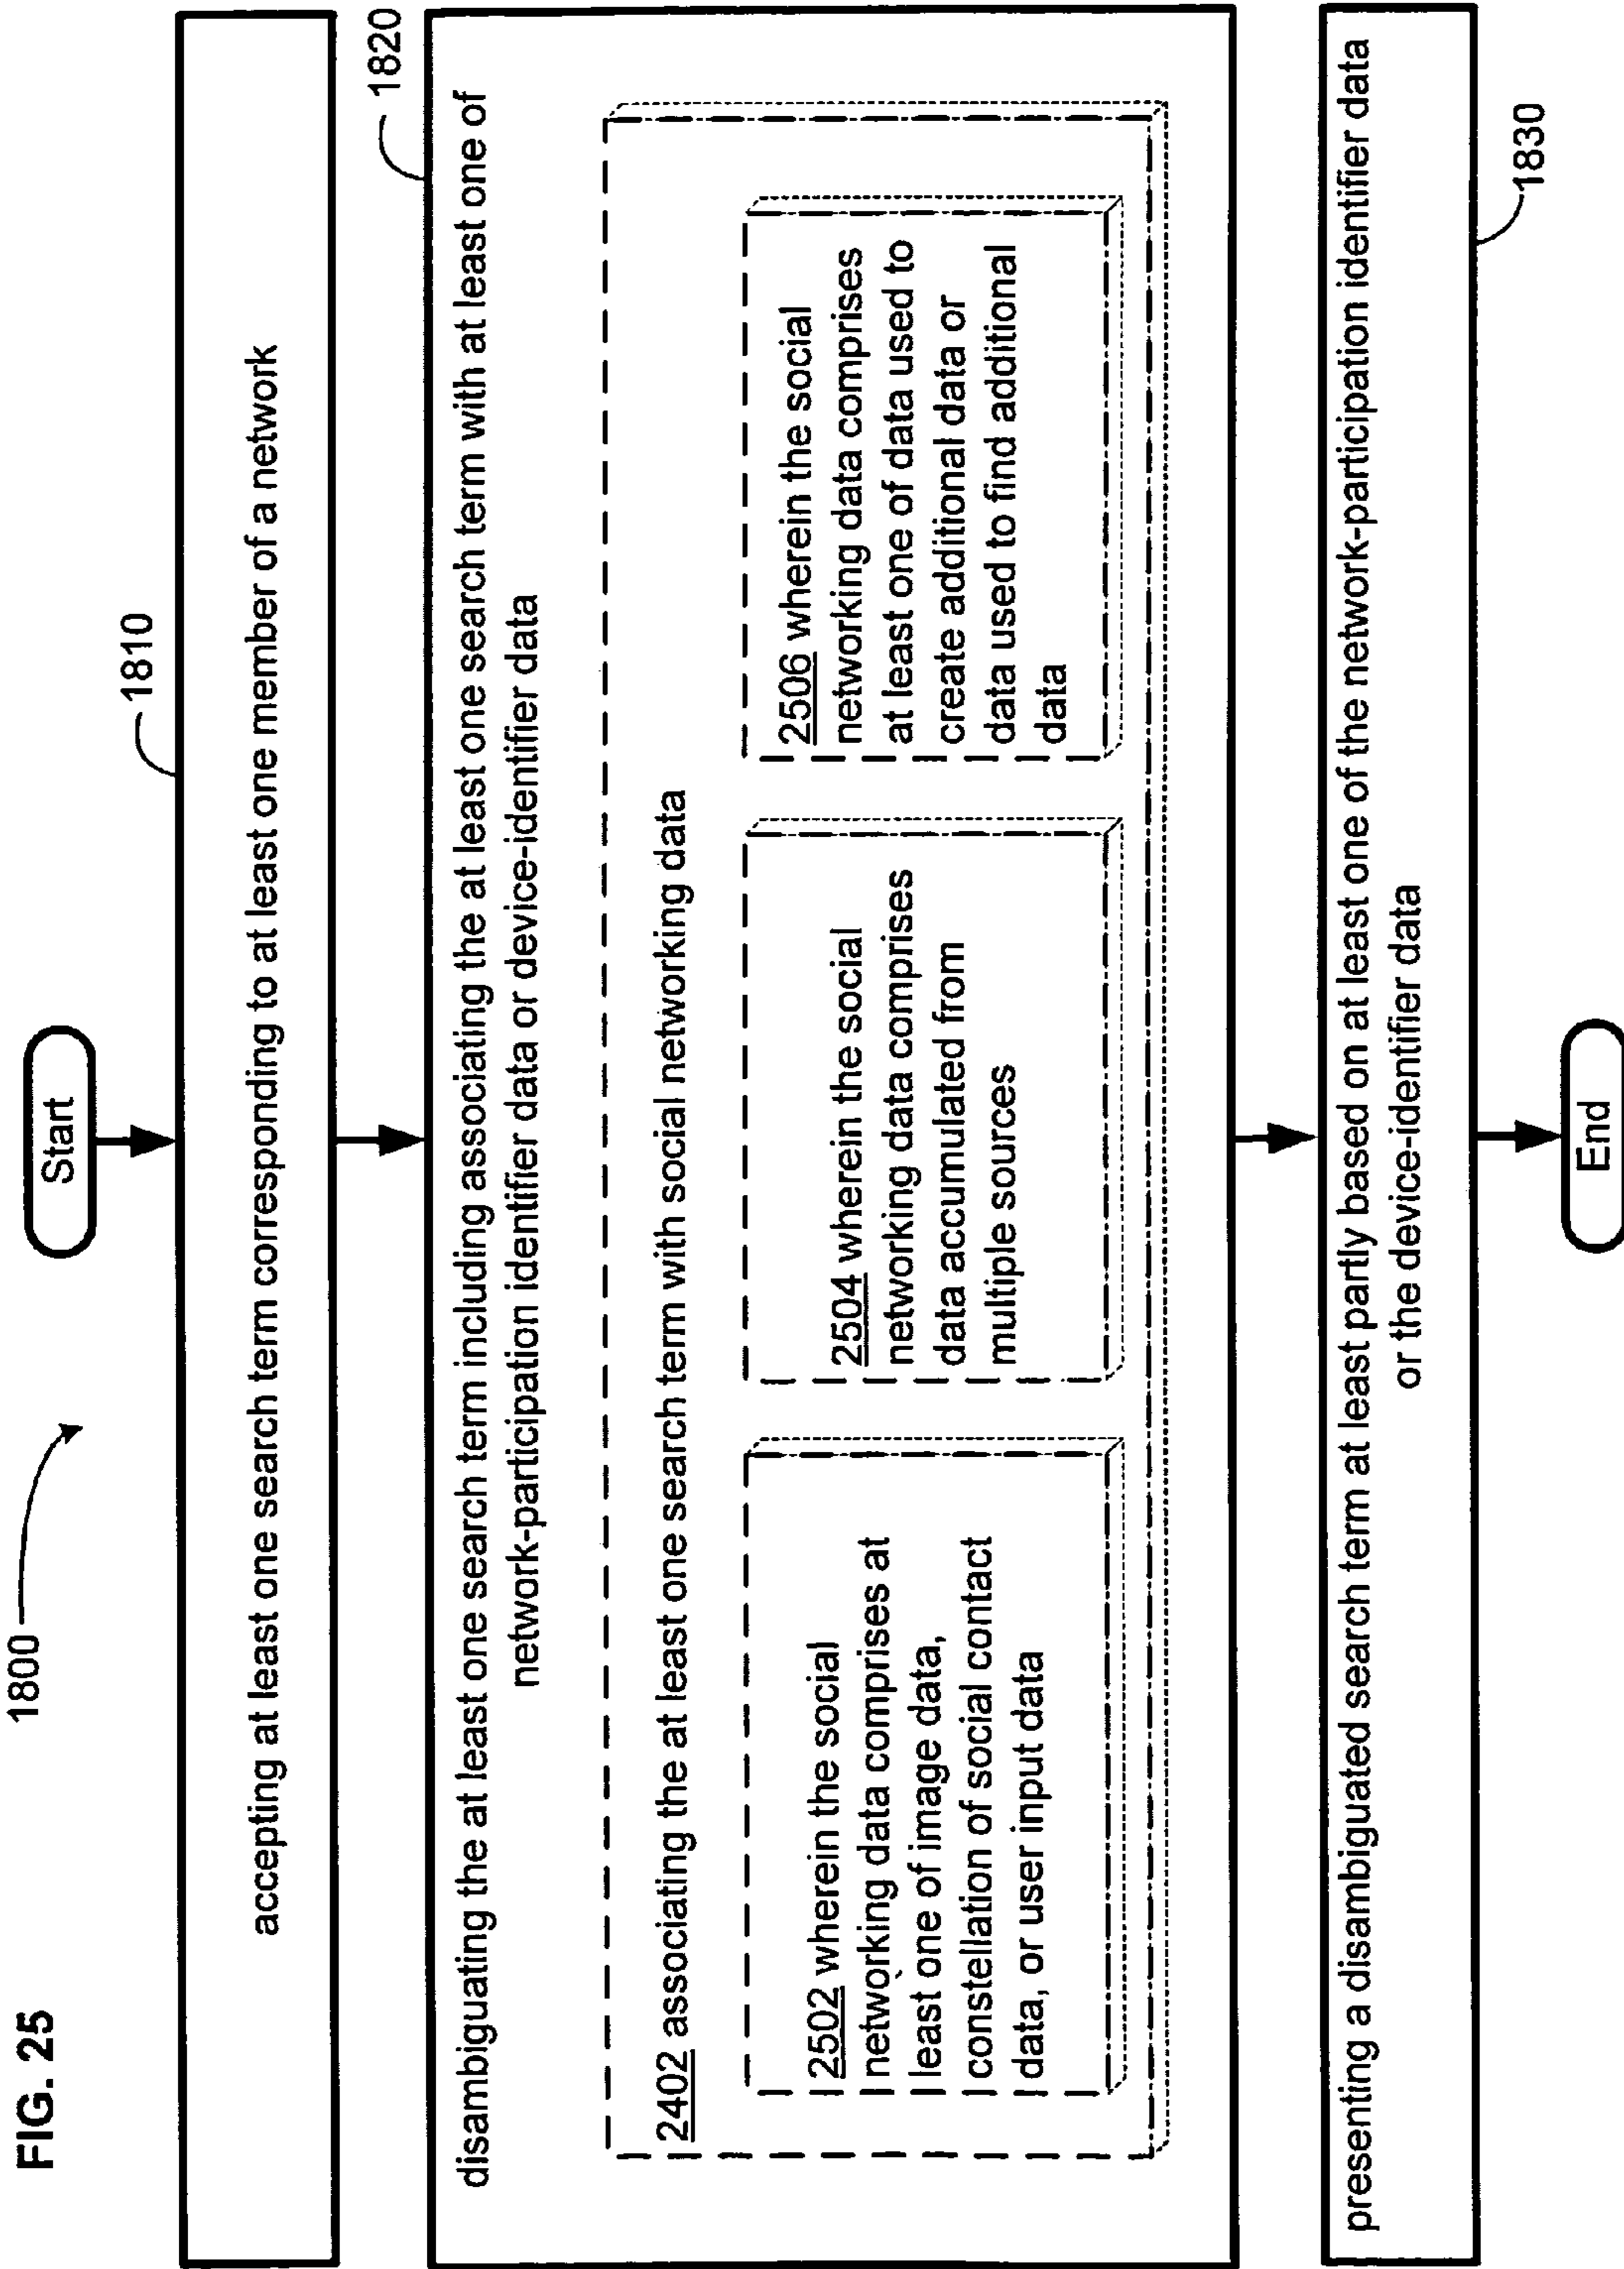 FIG. 25
1800
Start
1810
accepting at least one search term corresponding to at least one member of a network
1820
disambiguating the at least one search term including associating the at least one search term with at least one of
network-participation identifier data or device-identifier data
2402 associating the at least one search term with social networking data
2502 wherein the social
networking data comprises at
least one of image data,
constellation of social contact
data, or user input data
2504 wherein the social
networking data comprises
data accumulated from
multiple sources
2506 wherein the social
networking data comprises
at least one of data used to
create additional data or
data used to find additional
data
presenting a disambiguated search term at least partly based on at least one of the network-participation identifier data
or the device-identifier data
1830
End